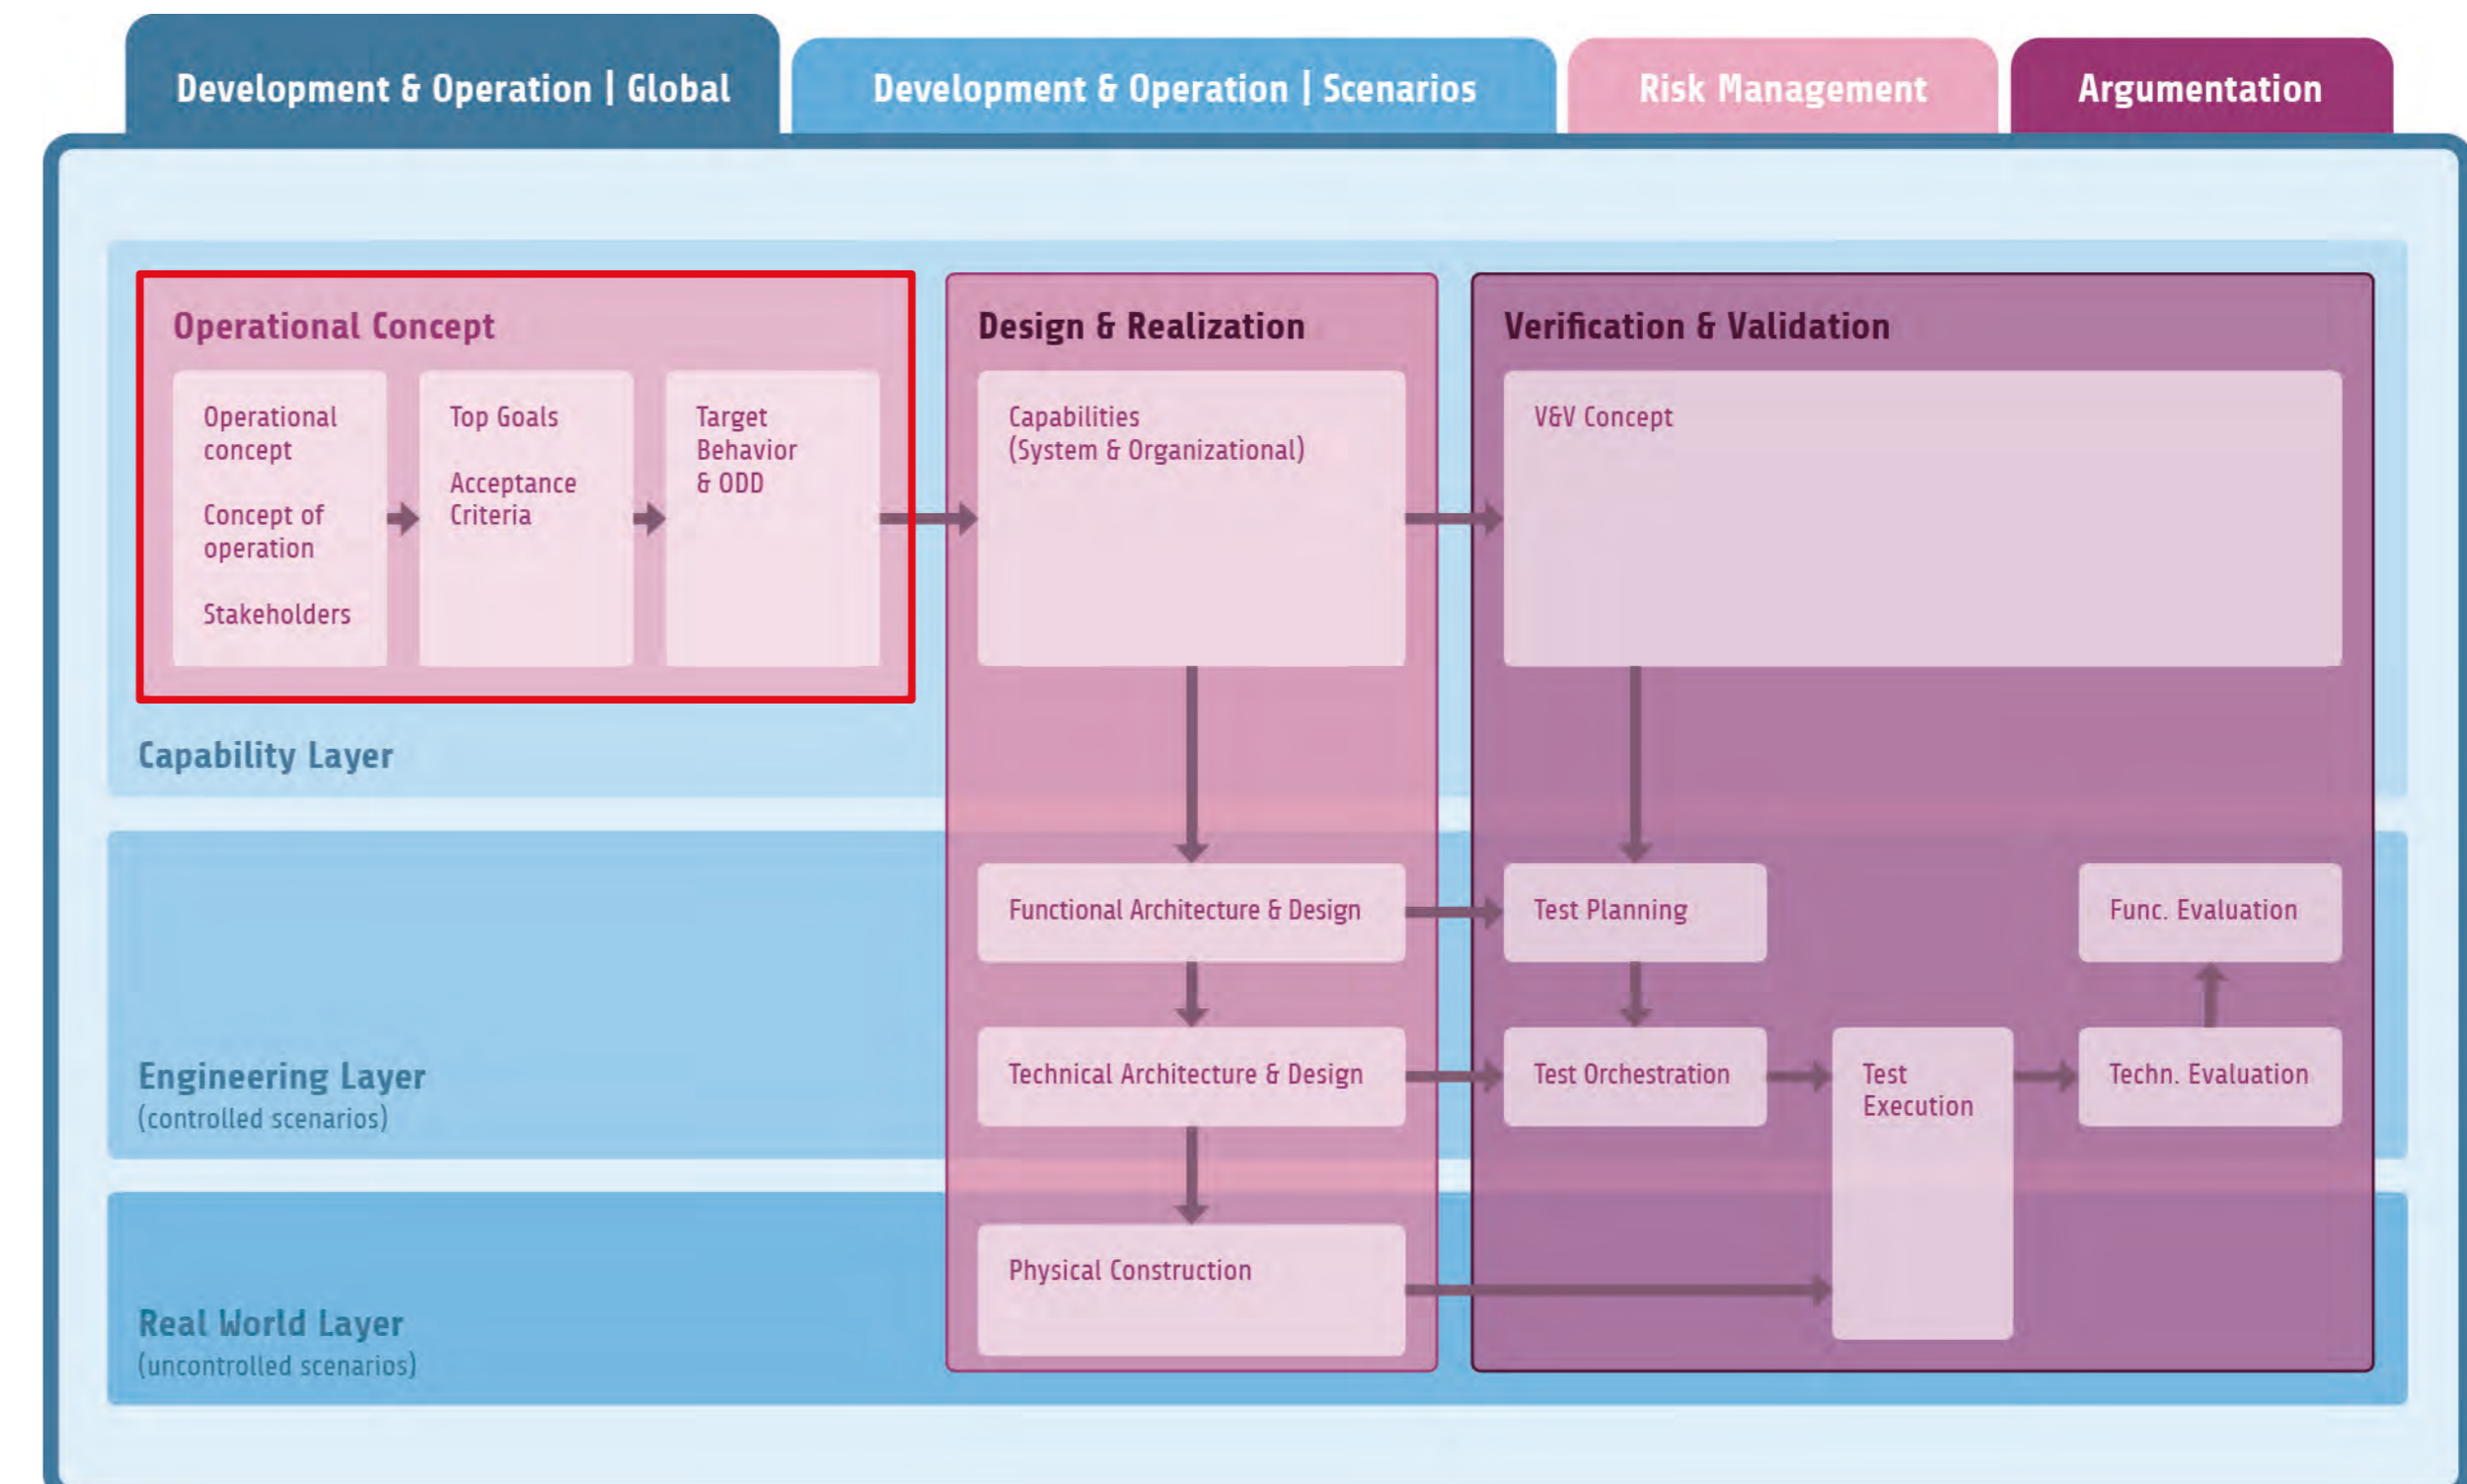 Development & Operation | Global
Development & Operation | Scenarios
Risk Management
Argumentation
Operational Concept
Operational
concept
Concept of
operation
Stakeholders
Top Goals
Acceptance
Criteria
Target
Behavior
& ODD
Design & Realization
Capabilities
(System & Organizational)
Verification & Validation
V&V Concept
Capability Layer
Functional Architecture & Design
Test Planning
Func. Evaluation
Engineering Layer
(controlled scenarios)
Technical Architecture & Design
Test Orchestration
Test
Execution
Techn. Evaluation
Real World Layer
(uncontrolled scenarios)
Physical Construction